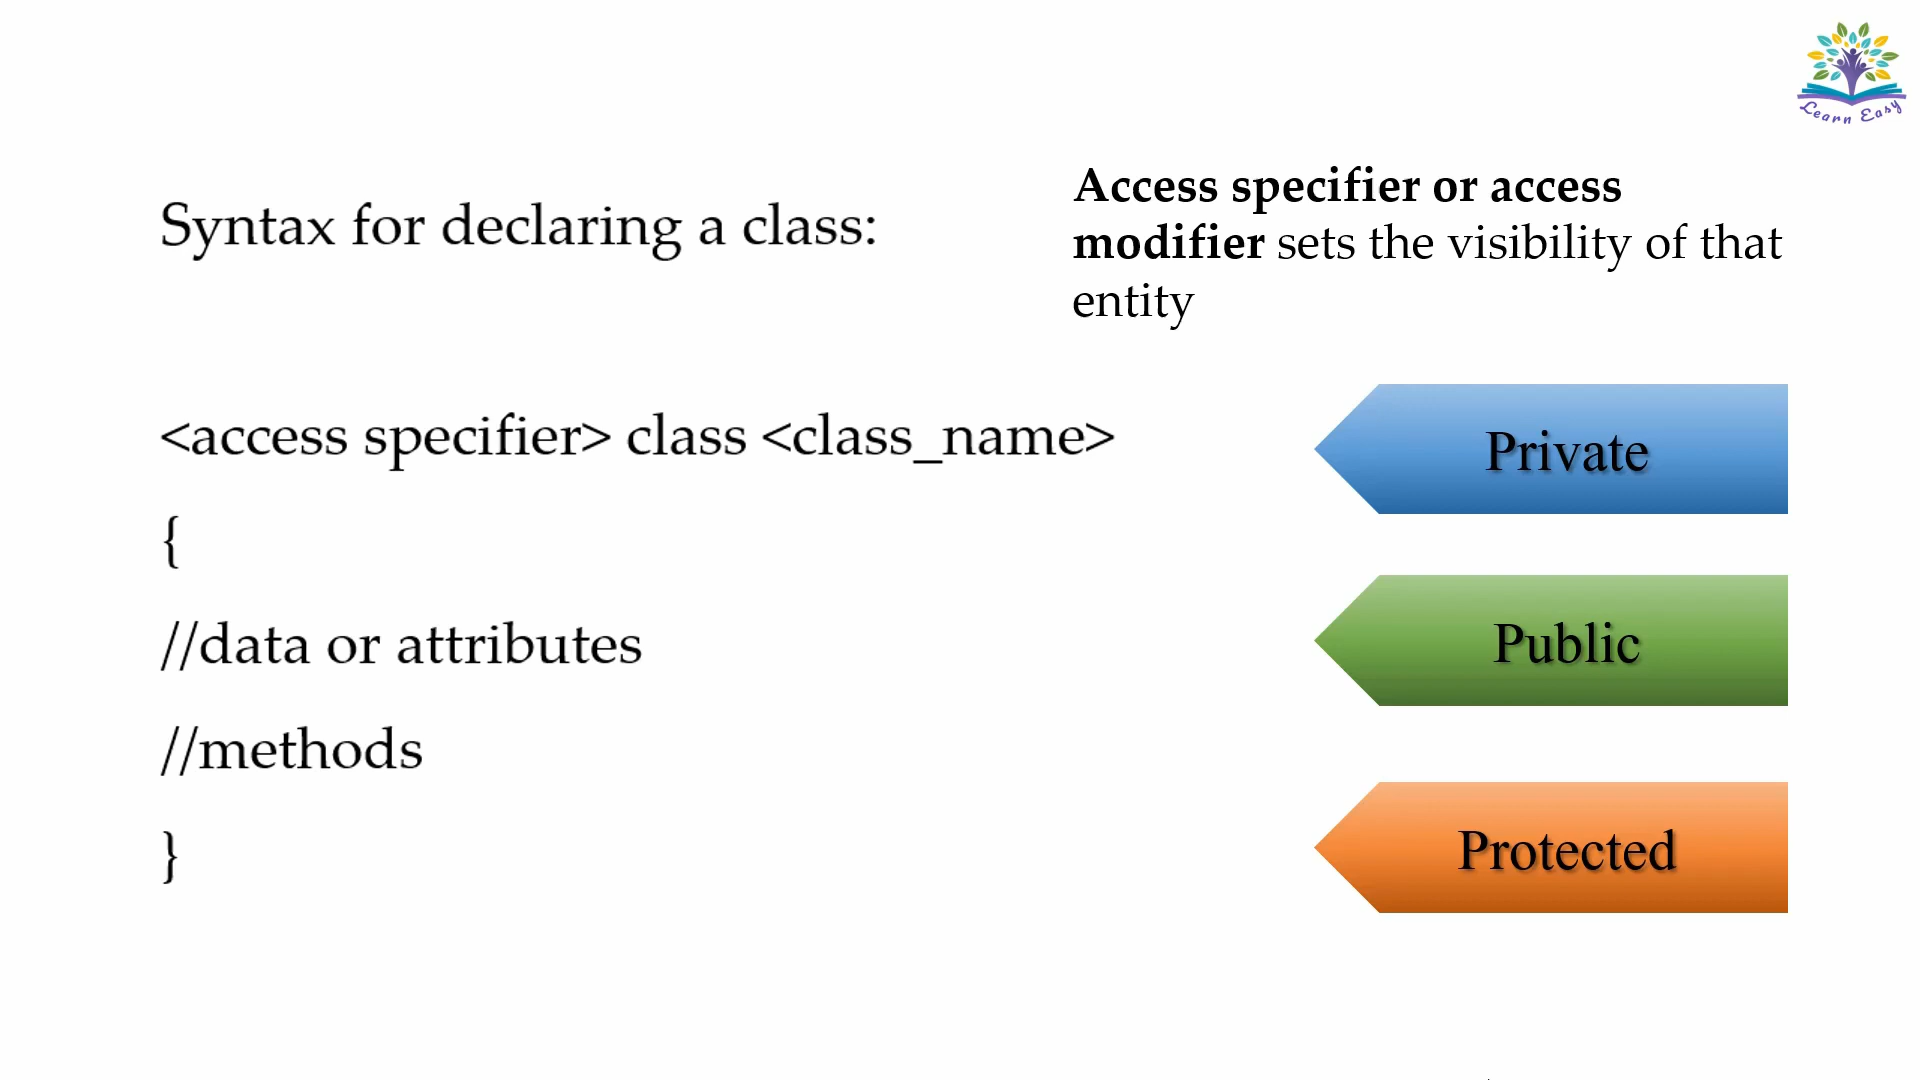 Learn Easy
Syntax for declaring a class:
Access specifier or access
modifier sets the visibility of that
entity
<access specifier> class <class_name>
{
//data or attributes
//methods
}
Private
Public
Protected